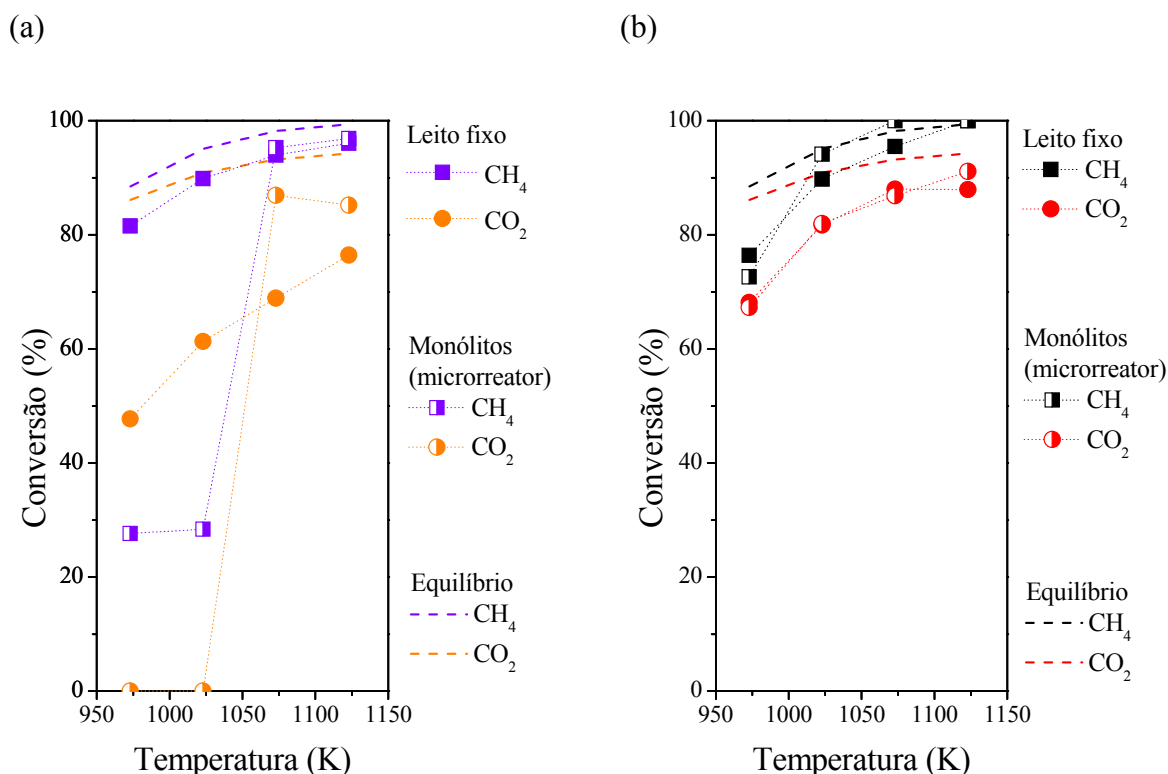 (a)
Conversão (%)
100
80
60
40
20
0
950
1000
1050
1100
1150
Temperatura (K)
Leito fixo
CH₄
CO₂
Monólitos
(microrreator)
CH₄
CO₂
Equilíbrio
CH₄
CO₂
(b)
Conversão (%)
100
80
60
40
20
0
950
1000
1050
1100
1150
Temperatura (K)
Leito fixo
CH₄
CO₂
Monólitos
(microrreator)
CH₄
CO₂
Equilíbrio
CH₄
CO₂